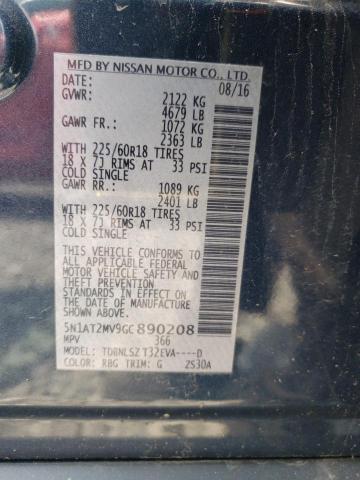 MFD BY NISSAN MOTOR CO., LTD.
DATE: 08/16
GVWR: 2122 KG
4679 LB
GAWR FR.: 1072 KG
2363 LB
WITH 225/60R18 TIRES
18 X 7J RIMS AT 33 PSI
COLD SINGLE
GAWR RR.: 1089 KG
2401 LB
WITH 225/60R18 TIRES
18 X 7J RIMS AT 33 PSI
COLD SINGLE
THIS VEHICLE CONFORMS TO
ALL APPLICABLE FEDERAL
MOTOR VEHICLE SAFETY
THEFT PREVENTION
STANDARDS IN EFFECT ON
THE DATE OF MANUFACTURE
SHOWN ABOVE.
5N1AT2MV9GC890208
MPV 366
MODEL: TDBNLSZ T32EVA----D
COLOR: RBG TRIM: G ZS30A